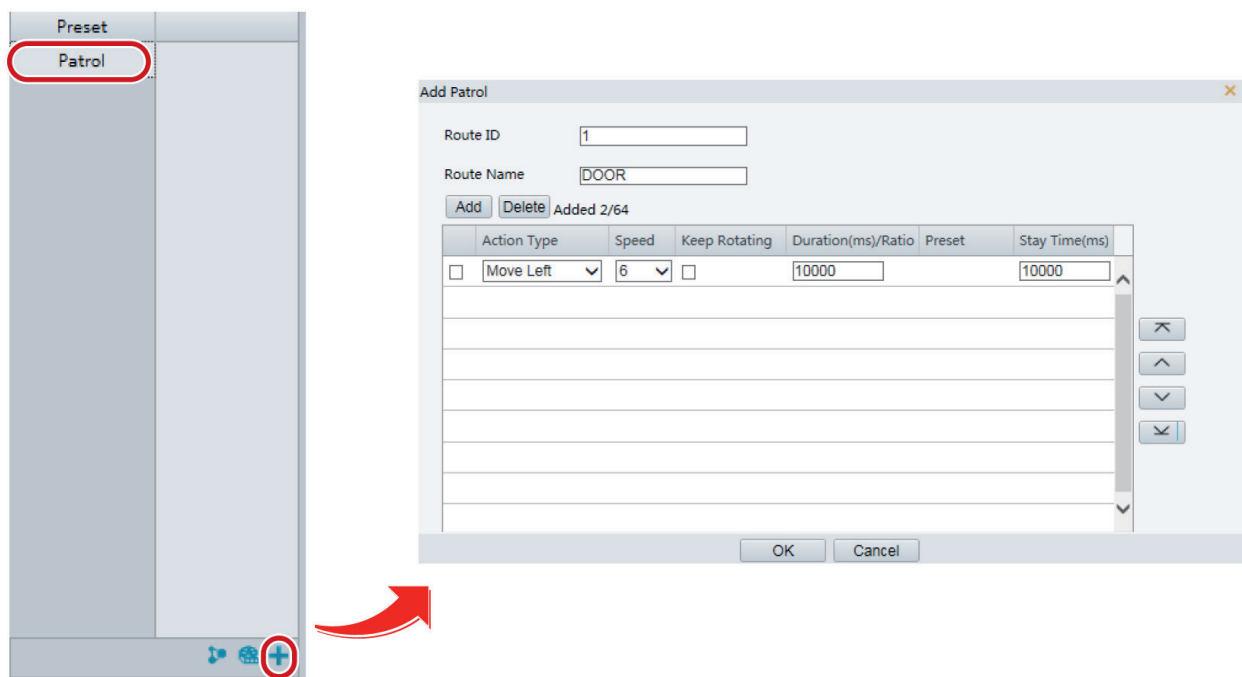 Preset
Patrol
Add Patrol
Route ID 1
Route Name DOOR
Add Delete Added 2/64
Action Type Speed Keep Rotating Duration(ms)/Ratio Preset Stay Time(ms)
Move Left 6 10000 10000
OK Cancel